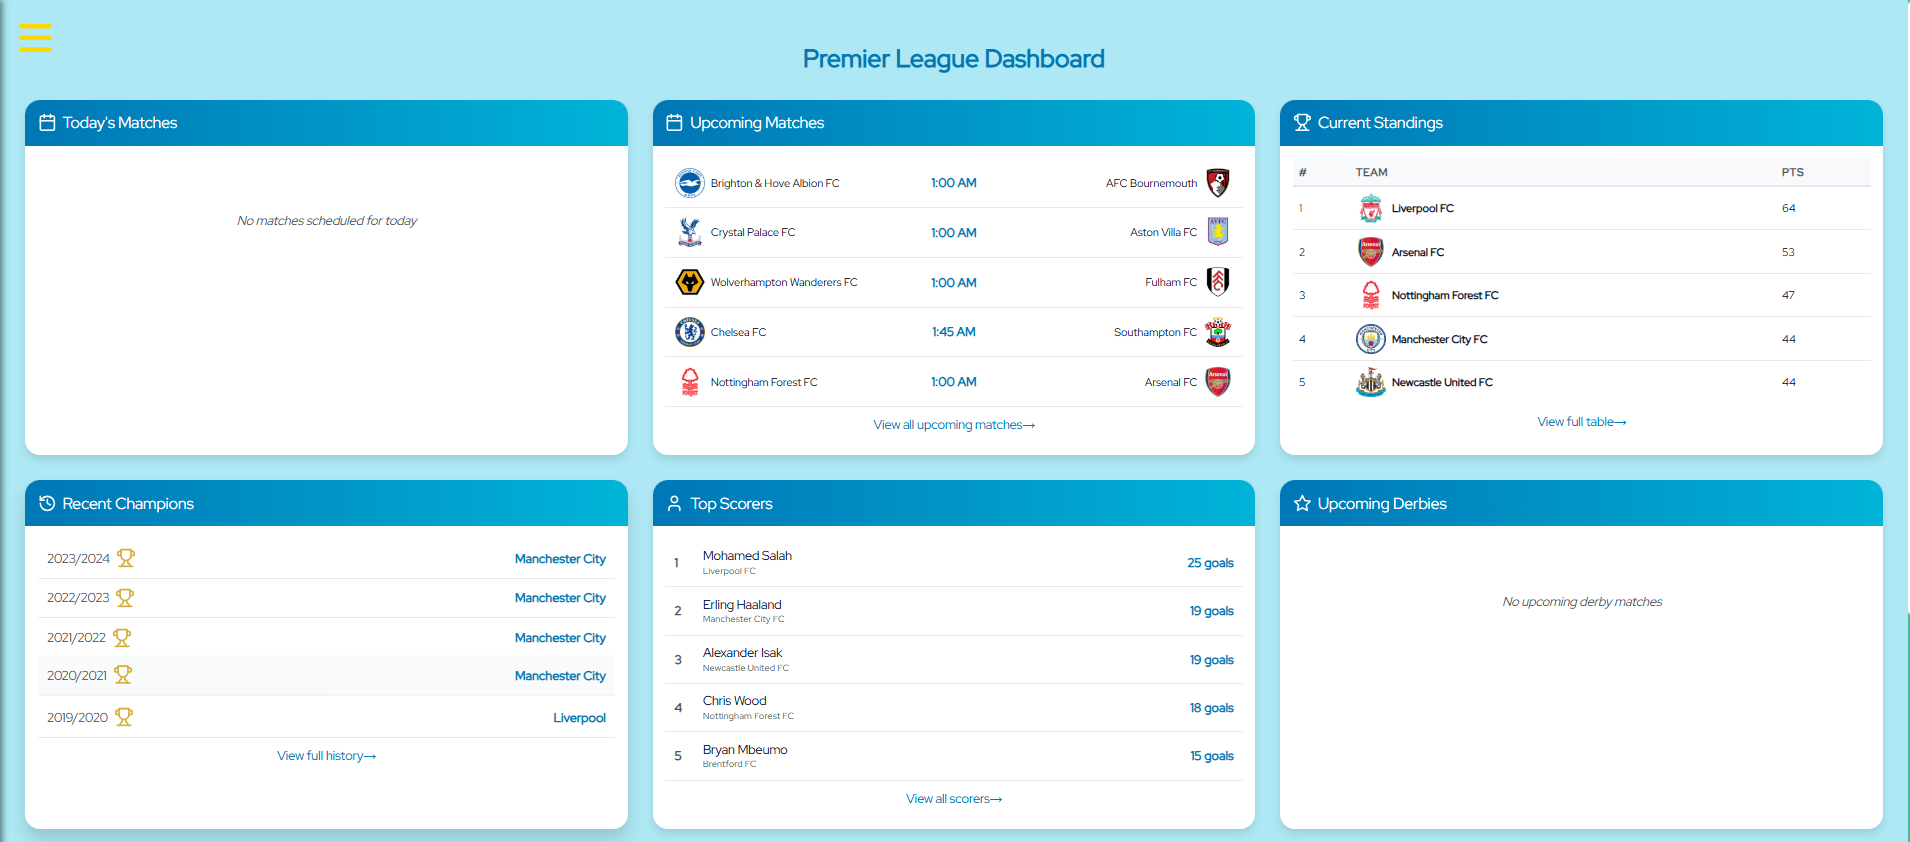 Premier League Dashboard
Today's Matches
No matches scheduled for today
Upcoming Matches
Brighton & Hove Albion FC 1:00 AM AFC Bournemouth
Crystal Palace FC 1:00 AM Aston Villa FC
Wolverhampton Wanderers FC 1:00 AM Fulham FC
Chelsea FC 1:45 AM Southampton FC
Nottingham Forest FC 1:00 AM Arsenal FC
View all upcoming matches→
Current Standings
# TEAM PTS
1 Liverpool FC 64
2 Arsenal FC 53
3 Nottingham Forest FC 47
4 Manchester City FC 44
5 Newcastle United FC 44
View full table→
Recent Champions
2023/2024 Manchester City
2022/2023 Manchester City
2021/2022 Manchester City
2020/2021 Manchester City
2019/2020 Liverpool
View full history→
Top Scorers
1 Mohamed Salah 25 goals
Liverpool FC
2 Erling Haaland 19 goals
Manchester City FC
3 Alexander Isak 19 goals
Newcastle United FC
4 Chris Wood 18 goals
Nottingham Forest FC
5 Bryan Mbeumo 15 goals
Brentford FC
View all scorers→
Upcoming Derbies
No upcoming derby matches